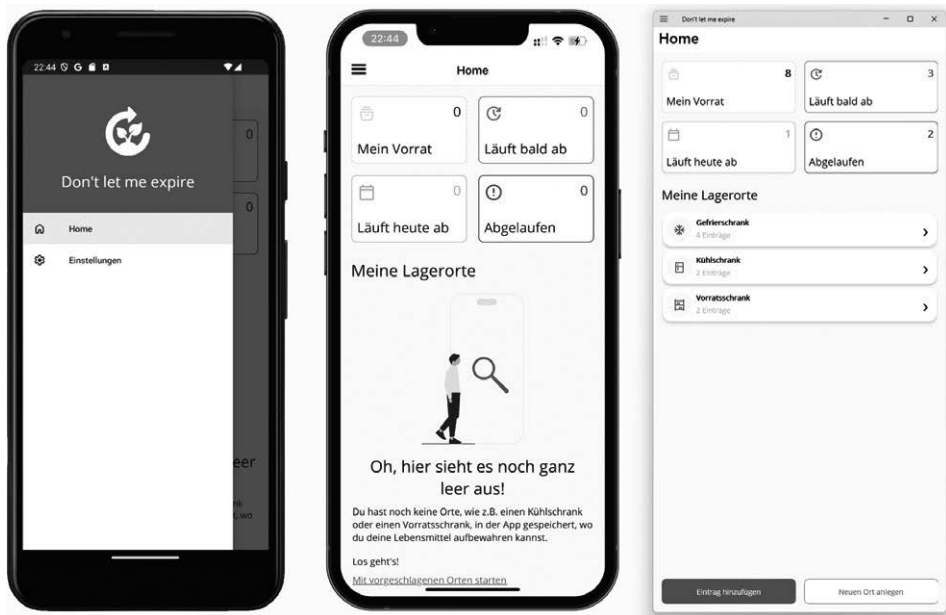 22:44 G
Don't let me expire
Home
Einstellungen
0
0
eer
nk
t, wo
22:44
Home
0
Mein Vorrat
0
Läuft bald ab
0
Läuft heute ab
0
Abgelaufen
Meine Lagerorte
Oh, hier sieht es noch ganz
leer aus!
Du hast noch keine Orte, wie z.B. einen Kühlschrank
oder einen Vorratsschrank, in der App gespeichert, wo
du deine Lebensmittel aufbewahren kannst.
Los geht's!
Mit vorgeschlagenen Orten starten
Don't let me expire
Home
8
Mein Vorrat
3
Läuft bald ab
1
Läuft heute ab
2
Abgelaufen
Meine Lagerorte
Gefrierschrank
4 Einträge
Kühlschrank
2 Einträge
Vorratsschrank
2 Einträge
Eintrag hinzufügen
Neuen Ort anlegen